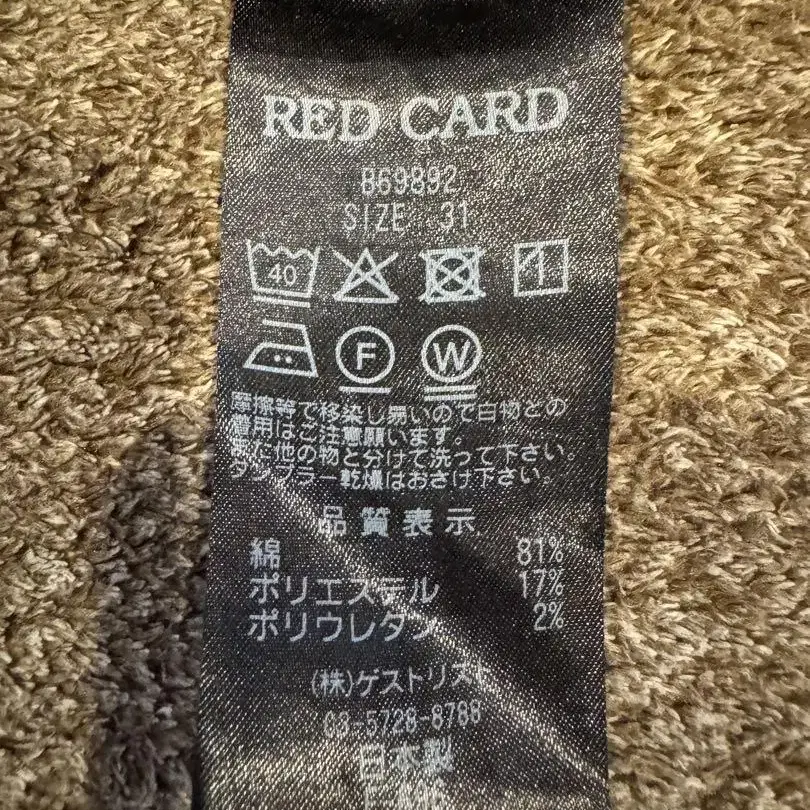 RED CARD
869892
SIZE 31
40
F W
摩擦等で移染し易いので白物との
着用はご注意願います。
また他の物と分けて洗って下さい。
タンブラー乾燥はおさけ下さい。
品質表示
綿 81%
ポリエステル 17%
ポリウレタン 2%
(株)ゲストリスト
03-5728-8788
日本製